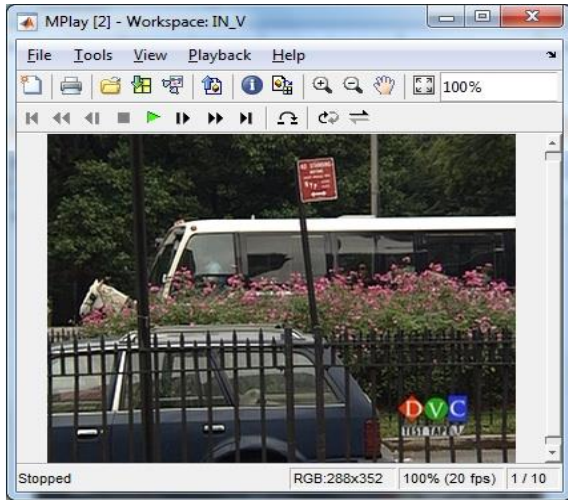 MPlay [2] - Workspace: IN_V
File Tools View Playback Help
100%
NO STANDING
DVC
TEST TAPE
Stopped RGB:288x352 100% (20 fps) 1 / 10